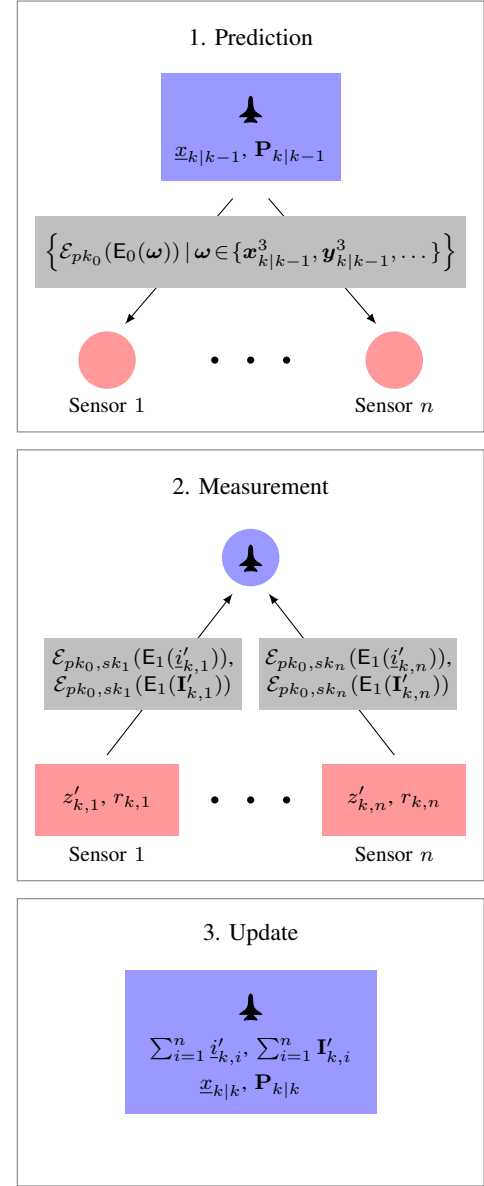 1. Prediction
x̲_{k|k−1}, 𝐏_{k|k−1}
{ℰ_{pk_0}(𝖤_0(𝝎)) | 𝝎 ∈ {𝒙^3_{k|k−1}, 𝒚^3_{k|k−1}, . . . }}
Sensor 1 Sensor n
2. Measurement
ℰ_{pk_0,sk_1}(𝖤_1(i̲′_{k,1})), ℰ_{pk_0,sk_n}(𝖤_1(i̲′_{k,n})),
ℰ_{pk_0,sk_1}(𝖤_1(𝐈′_{k,1})) ℰ_{pk_0,sk_n}(𝖤_1(𝐈′_{k,n}))
z′_{k,1}, r_{k,1} z′_{k,n}, r_{k,n}
Sensor 1 Sensor n
3. Update
∑_{i=1}^n i̲′_{k,i}, ∑_{i=1}^n 𝐈′_{k,i}
x̲_{k|k}, 𝐏_{k|k}